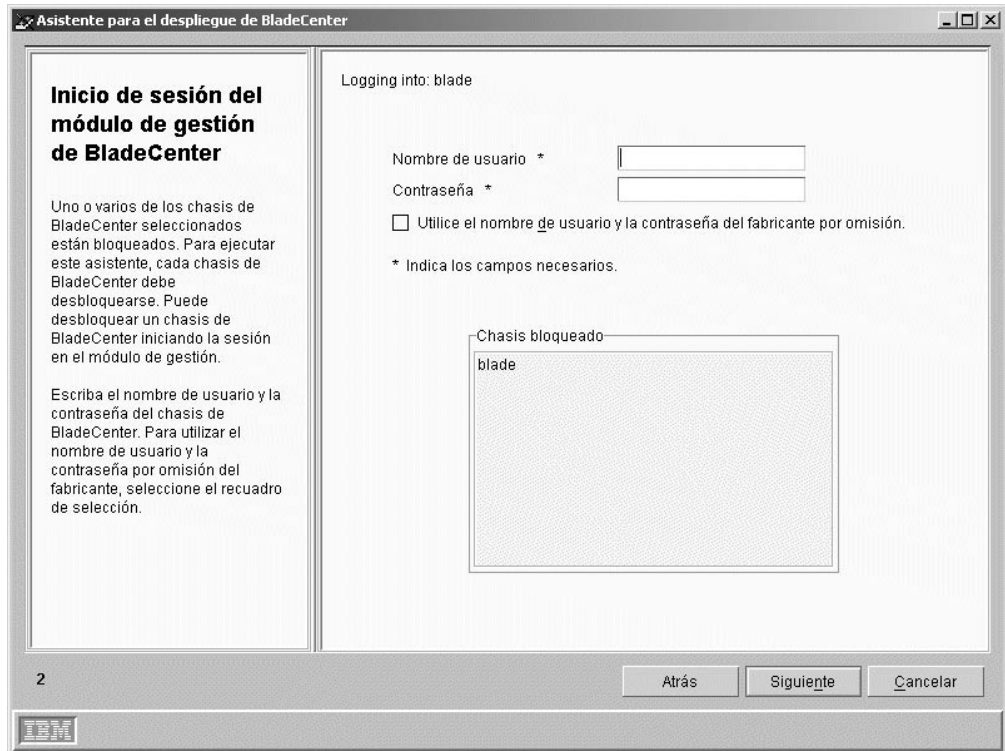 Asistente para el despliegue de BladeCenter
Inicio de sesión del
módulo de gestión
de BladeCenter
Uno o varios de los chasis de
BladeCenter seleccionados
están bloqueados. Para ejecutar
este asistente, cada chasis de
BladeCenter debe
desbloquearse. Puede
desbloquear un chasis de
BladeCenter iniciando la sesión
en el módulo de gestión.
Escriba el nombre de usuario y la
contraseña del chasis de
BladeCenter. Para utilizar el
nombre de usuario y la
contraseña por omisión del
fabricante, seleccione el recuadro
de selección.
Logging into: blade
Nombre de usuario *
Contraseña *
Utilice el nombre de usuario y la contraseña del fabricante por omisión.
* Indica los campos necesarios.
Chasis bloqueado
blade
2
Atrás
Siguiente
Cancelar
IBM